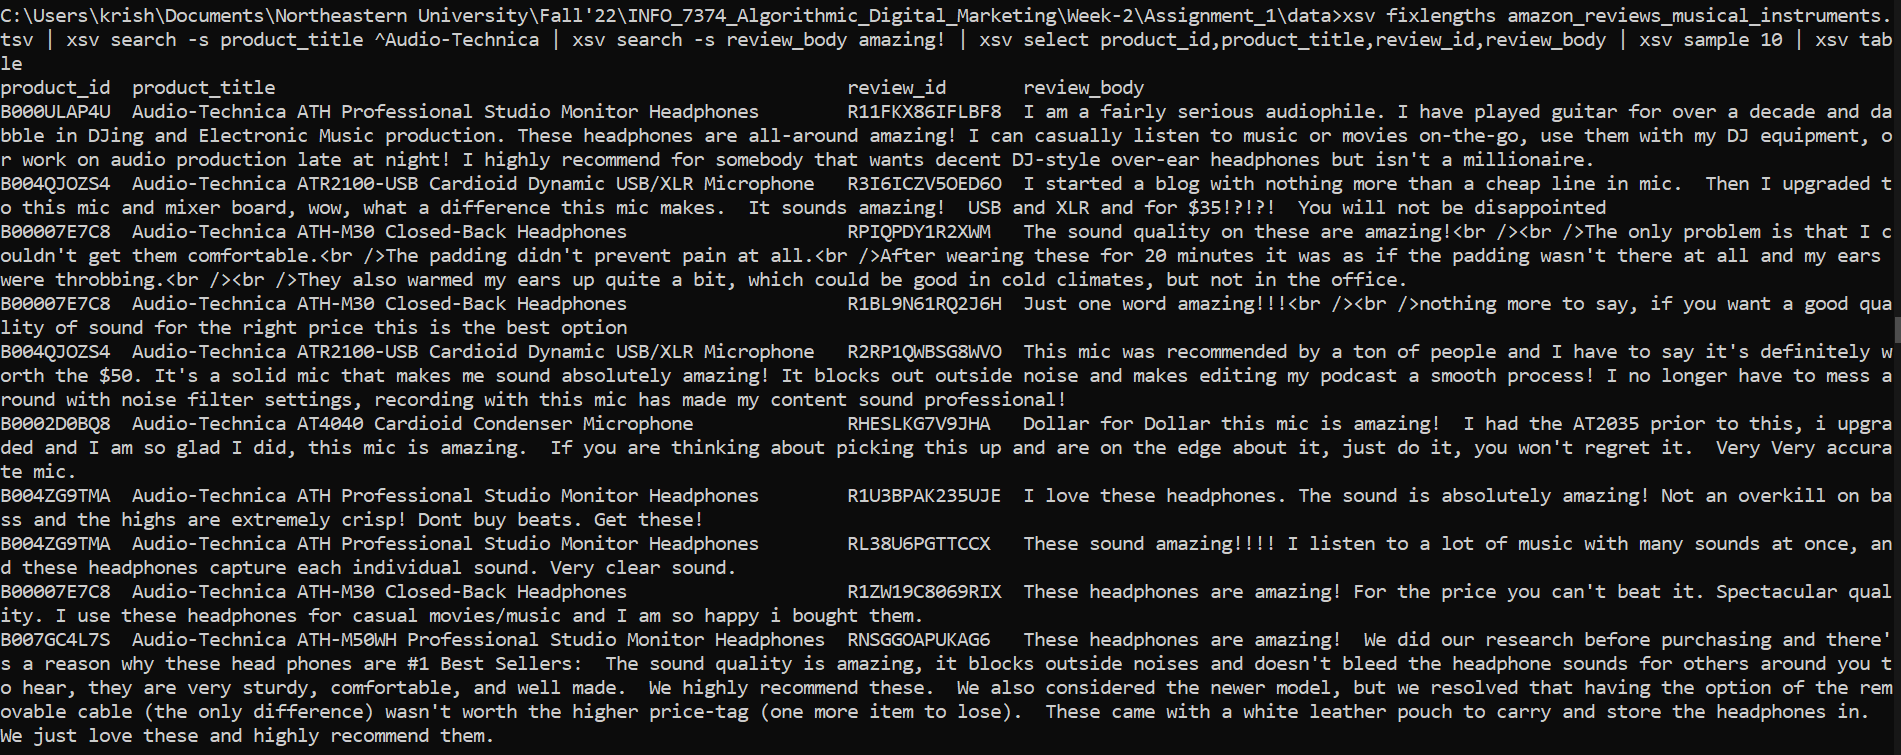 C:\Users\krish\Documents\Northeastern University\Fall'22\INFO_7374_Algorithmic_Digital_Marketing\Week-2\Assignment_1\data>xsv fixlengths amazon_reviews_musical_instruments.
tsv | xsv search -s product_title ^Audio-Technica | xsv search -s review_body amazing! | xsv select product_id,product_title,review_id,review_body | xsv sample 10 | xsv tab
le
product_id  product_title                                                    review_id       review_body
B000ULAP4U  Audio-Technica ATH Professional Studio Monitor Headphones        R11FKX86IFLBF8  I am a fairly serious audiophile. I have played guitar for over a decade and da
bble in DJing and Electronic Music production. These headphones are all-around amazing! I can casually listen to music or movies on-the-go, use them with my DJ equipment, o
r work on audio production late at night! I highly recommend for somebody that wants decent DJ-style over-ear headphones but isn't a millionaire.
B004QJOZS4  Audio-Technica ATR2100-USB Cardioid Dynamic USB/XLR Microphone   R3I6ICZV5OED6O  I started a blog with nothing more than a cheap line in mic.  Then I upgraded t
o this mic and mixer board, wow, what a difference this mic makes.  It sounds amazing!  USB and XLR and for $35!?!?!  You will not be disappointed
B00007E7C8  Audio-Technica ATH-M30 Closed-Back Headphones                    RPIQPDY1R2XWM   The sound quality on these are amazing!<br /><br />The only problem is that I c
ouldn't get them comfortable.<br />The padding didn't prevent pain at all.<br />After wearing these for 20 minutes it was as if the padding wasn't there at all and my ears
were throbbing.<br /><br />They also warmed my ears up quite a bit, which could be good in cold climates, but not in the office.
B00007E7C8  Audio-Technica ATH-M30 Closed-Back Headphones                    R1BL9N61RQ2J6H  Just one word amazing!!!<br /><br />nothing more to say, if you want a good qua
lity of sound for the right price this is the best option
B004QJOZS4  Audio-Technica ATR2100-USB Cardioid Dynamic USB/XLR Microphone   R2RP1QWBSG8WVO  This mic was recommended by a ton of people and I have to say it's definitely w
orth the $50. It's a solid mic that makes me sound absolutely amazing! It blocks out outside noise and makes editing my podcast a smooth process! I no longer have to mess a
round with noise filter settings, recording with this mic has made my content sound professional!
B0002D0BQ8  Audio-Technica AT4040 Cardioid Condenser Microphone              RHESLKG7V9JHA   Dollar for Dollar this mic is amazing!  I had the AT2035 prior to this, i upgra
ded and I am so glad I did, this mic is amazing.  If you are thinking about picking this up and are on the edge about it, just do it, you won't regret it.  Very Very accura
te mic.
B004ZG9TMA  Audio-Technica ATH Professional Studio Monitor Headphones        R1U3BPAK235UJE  I love these headphones. The sound is absolutely amazing! Not an overkill on ba
ss and the highs are extremely crisp! Dont buy beats. Get these!
B004ZG9TMA  Audio-Technica ATH Professional Studio Monitor Headphones        RL38U6PGTTCCX   These sound amazing!!!! I listen to a lot of music with many sounds at once, an
d these headphones capture each individual sound. Very clear sound.
B00007E7C8  Audio-Technica ATH-M30 Closed-Back Headphones                    R1ZW19C8069RIX  These headphones are amazing! For the price you can't beat it. Spectacular qual
ity. I use these headphones for casual movies/music and I am so happy i bought them.
B007GC4L7S  Audio-Technica ATH-M50WH Professional Studio Monitor Headphones  RNSGGOAPUKAG6   These headphones are amazing!  We did our research before purchasing and there'
s a reason why these head phones are #1 Best Sellers:  The sound quality is amazing, it blocks outside noises and doesn't bleed the headphone sounds for others around you t
o hear, they are very sturdy, comfortable, and well made.  We highly recommend these.  We also considered the newer model, but we resolved that having the option of the rem
ovable cable (the only difference) wasn't worth the higher price-tag (one more item to lose).  These came with a white leather pouch to carry and store the headphones in.
We just love these and highly recommend them.